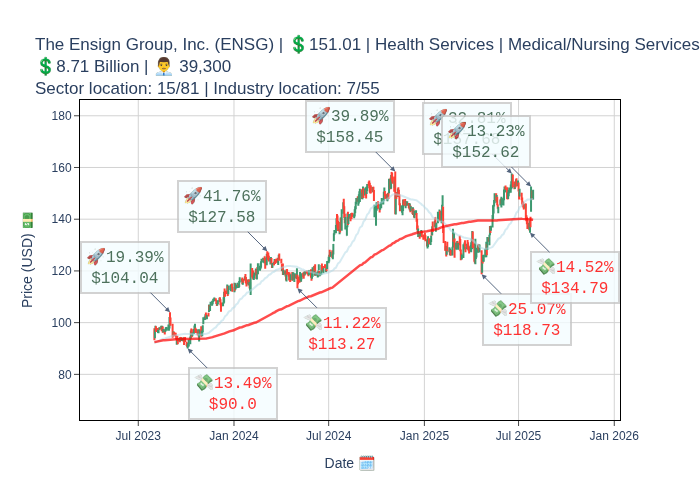 The Ensign Group, Inc. (ENSG) | 💲151.01 | Health Services | Medical/Nursing Services
💲8.71 Billion | 👨‍💼 39,300
Sector location: 15/81 | Industry location: 7/55
Price (USD) 💵
180
160
140
120
100
80
🚀19.39%
$104.04
💸13.49%
$90.0
🚀41.76%
$127.58
💸11.22%
$113.27
🚀39.89%
$158.45
💸25.07%
$118.73
🚀13.23%
$152.62
💸14.52%
$134.79
Jul 2023
Jan 2024
Jul 2024
Jan 2025
Jul 2025
Jan 2026
Date 🗓️